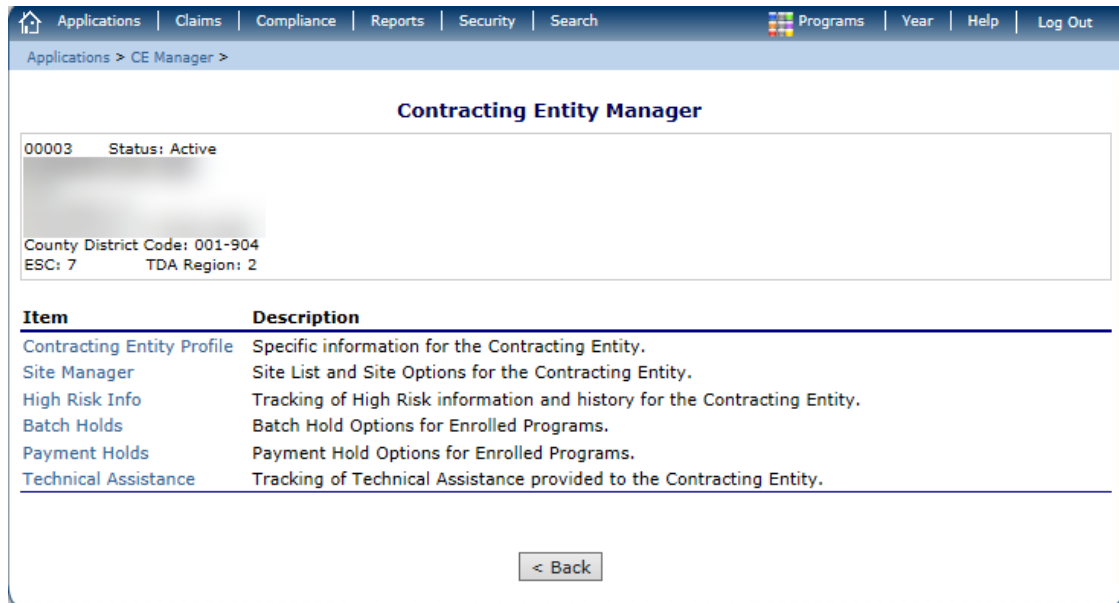 Applications | Claims | Compliance | Reports | Security | Search Programs | Year | Help | Log Out
Applications > CE Manager >
Contracting Entity Manager
00003 Status: Active
County District Code: 001-904
ESC: 7 TDA Region: 2
Item Description
Contracting Entity Profile Specific information for the Contracting Entity.
Site Manager Site List and Site Options for the Contracting Entity.
High Risk Info Tracking of High Risk information and history for the Contracting Entity.
Batch Holds Batch Hold Options for Enrolled Programs.
Payment Holds Payment Hold Options for Enrolled Programs.
Technical Assistance Tracking of Technical Assistance provided to the Contracting Entity.
< Back